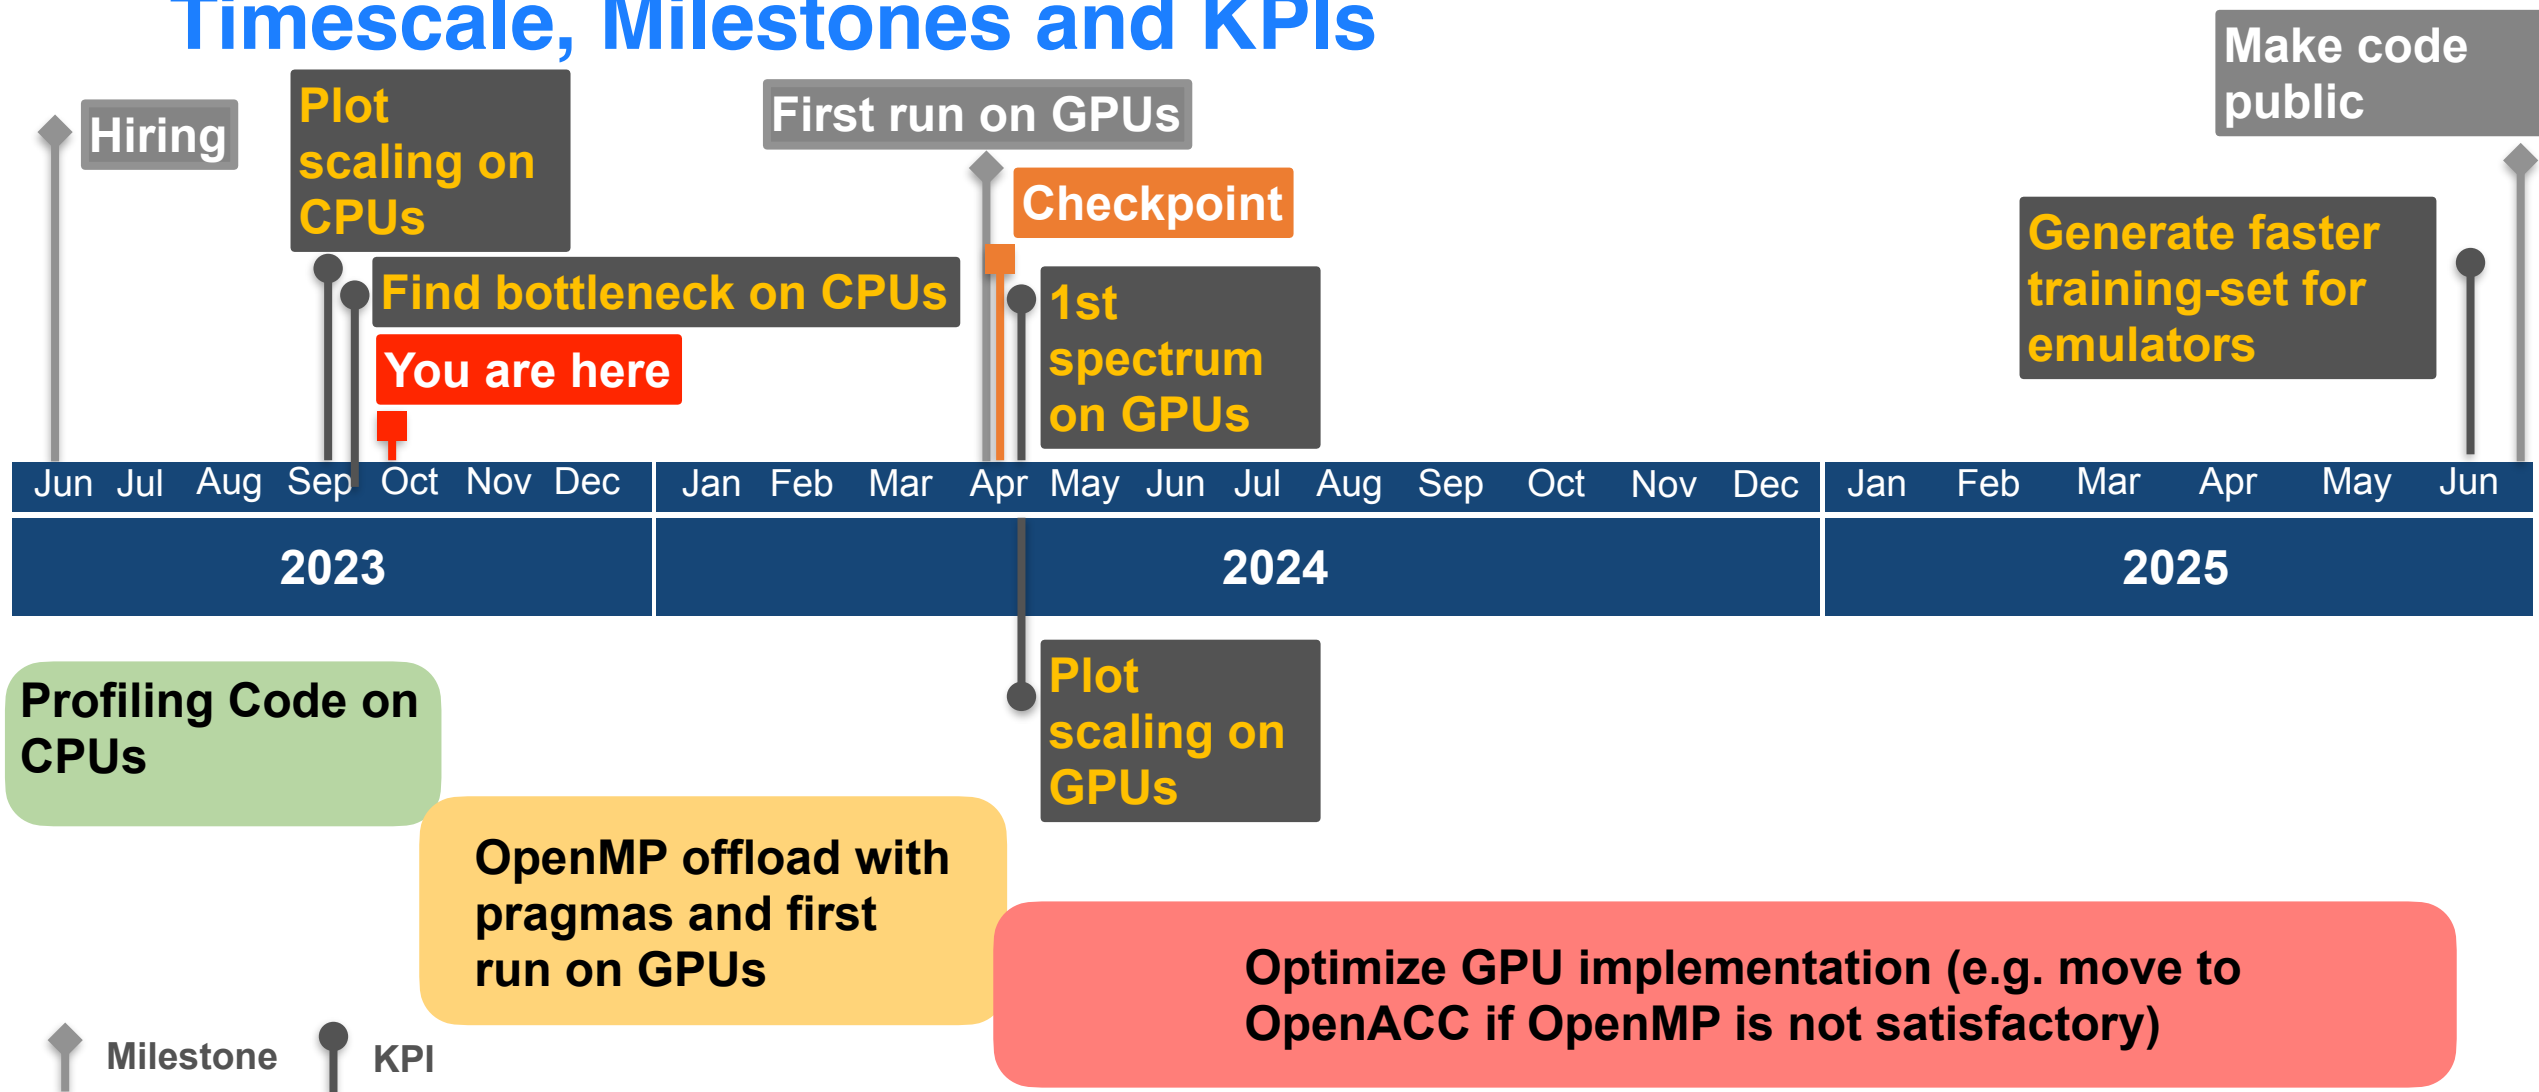 Timescale, Milestones and KPIs
Make code
public
Hiring
Plot
scaling on
CPUs
First run on GPUs
Checkpoint
Find bottleneck on CPUs
You are here
1st
spectrum
on GPUs
Generate faster
training-set for
emulators
Jun Jul Aug Sep Oct Nov Dec Jan Feb Mar Apr May Jun Jul Aug Sep Oct Nov Dec Jan Feb Mar Apr May Jun
2023 2024 2025
Plot
scaling on
GPUs
Profiling Code on
CPUs
OpenMP offload with
pragmas and first
run on GPUs
Optimize GPU implementation (e.g. move to
OpenACC if OpenMP is not satisfactory)
Milestone KPI